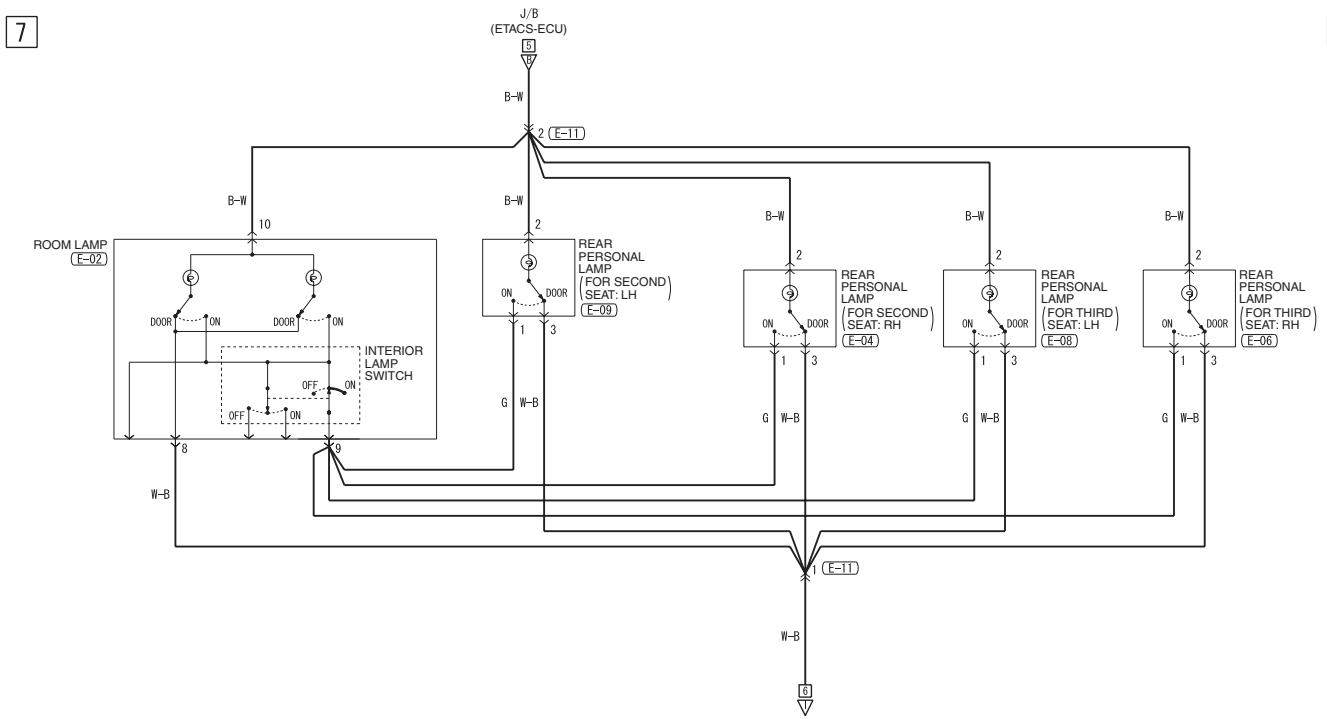 7
J/B
(ETACS-ECU)
5
B
B-W
2 (E-11)
B-W
B-W
B-W
B-W
B-W
10
2
2
2
2
ROOM LAMP
E-02
DOOR
ON
DOOR
ON
INTERIOR
LAMP
SWITCH
OFF
ON
OFF
ON
8
9
REAR
PERSONAL
LAMP
(FOR SECOND
SEAT: LH)
E-09
ON
DOOR
1
3
REAR
PERSONAL
LAMP
(FOR SECOND
SEAT: RH)
E-04
ON
DOOR
1
3
REAR
PERSONAL
LAMP
(FOR THIRD
SEAT: LH)
E-08
ON
DOOR
1
3
REAR
PERSONAL
LAMP
(FOR THIRD
SEAT: RH)
E-06
ON
DOOR
1
3
G
W-B
G
W-B
G
W-B
G
W-B
W-B
1 (E-11)
W-B
6
I